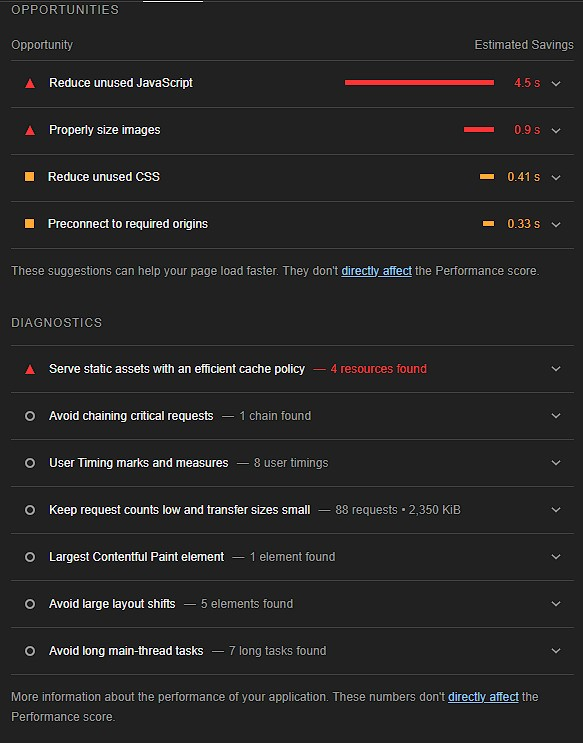 OPPORTUNITIES
Opportunity Estimated Savings
Reduce unused JavaScript 4.5 s
Properly size images 0.9 s
Reduce unused CSS 0.41 s
Preconnect to required origins 0.33 s
These suggestions can help your page load faster. They don't directly affect the Performance score.
DIAGNOSTICS
Serve static assets with an efficient cache policy — 4 resources found
Avoid chaining critical requests — 1 chain found
User Timing marks and measures — 8 user timings
Keep request counts low and transfer sizes small — 88 requests • 2,350 KiB
Largest Contentful Paint element — 1 element found
Avoid large layout shifts — 5 elements found
Avoid long main-thread tasks — 7 long tasks found
More information about the performance of your application. These numbers don't directly affect the
Performance score.